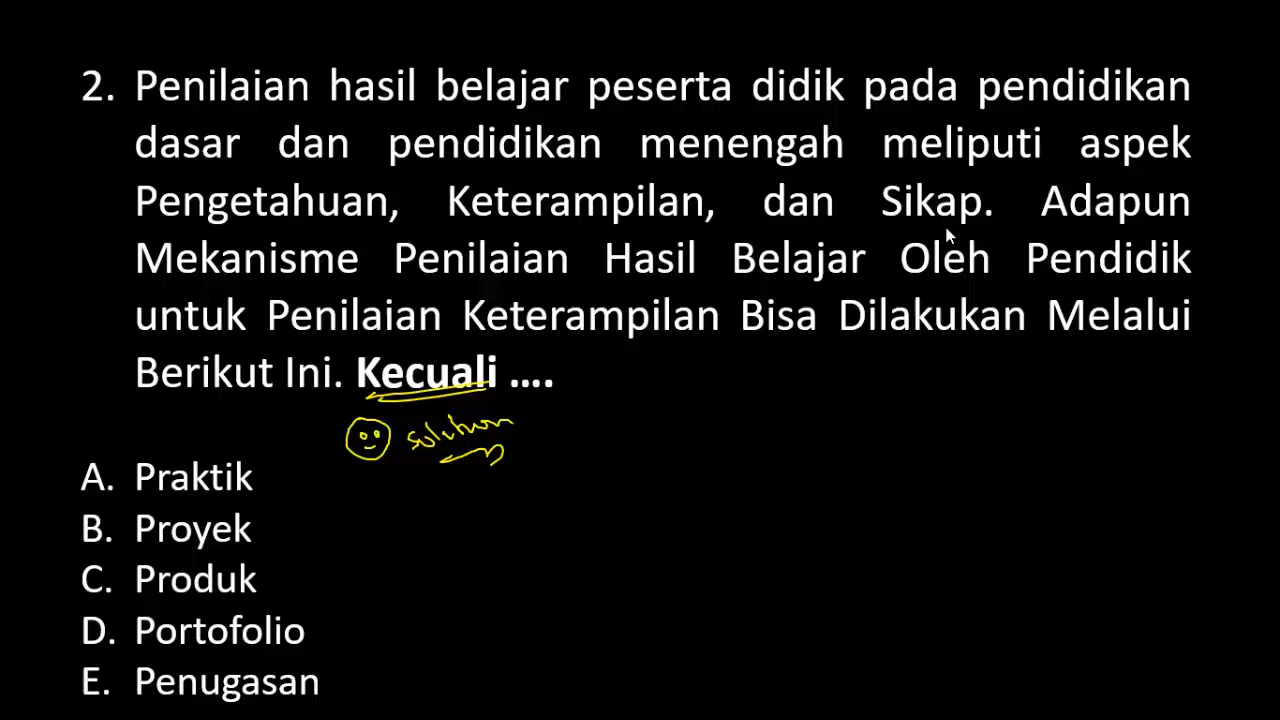 2. Penilaian hasil belajar peserta didik pada pendidikan
dasar dan pendidikan menengah meliputi aspek
Pengetahuan, Keterampilan, dan Sikap. Adapun
Mekanisme Penilaian Hasil Belajar Oleh Pendidik
untuk Penilaian Keterampilan Bisa Dilakukan Melalui
Berikut Ini. Kecuali ....
A. Praktik
B. Proyek
C. Produk
D. Portofolio
E. Penugasan